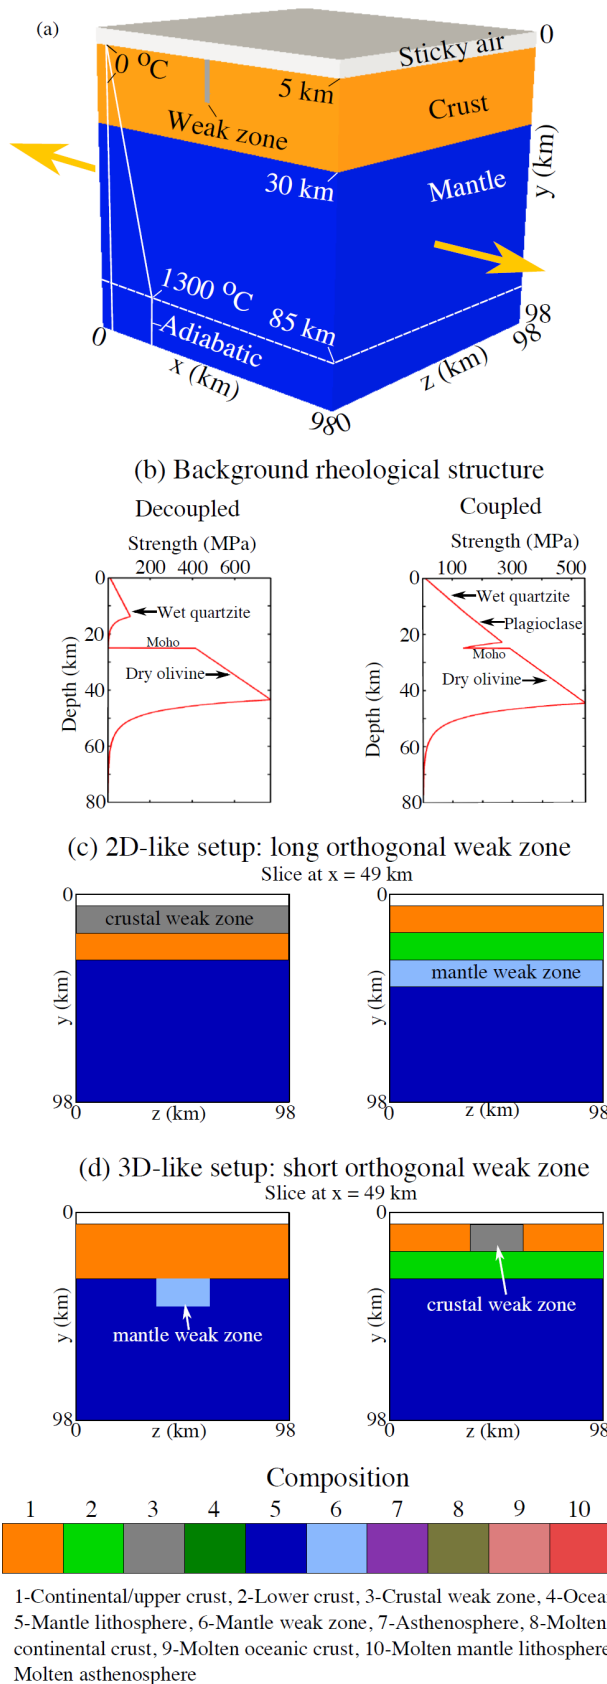 (a)
Sticky air
0
0 °C
5 km
Crust
Weak zone
30 km
Mantle
y (km)
1300 °C
85 km
Adiabatic
0
x (km)
980
z (km)
98
98
(b) Background rheological structure
Decoupled
Coupled
Strength (MPa)
Strength (MPa)
200 400 600
100 300 500
0
20
40
60
80
Depth (km)
Wet quartzite
Moho
Dry olivine
0
20
40
60
80
Depth (km)
Wet quartzite
Plagioclase
Moho
Dry olivine
(c) 2D-like setup: long orthogonal weak zone
Slice at x = 49 km
0
crustal weak zone
y (km)
98
0 z (km) 98
0
mantle weak zone
y (km)
98
0 z (km) 98
(d) 3D-like setup: short orthogonal weak zone
Slice at x = 49 km
0
mantle weak zone
y (km)
98
0 z (km) 98
0
crustal weak zone
y (km)
98
0 z (km) 98
Composition
1 2 3 4 5 6 7 8 9 10
1-Continental/upper crust, 2-Lower crust, 3-Crustal weak zone, 4-Ocea
5-Mantle lithosphere, 6-Mantle weak zone, 7-Asthenosphere, 8-Molten
continental crust, 9-Molten oceanic crust, 10-Molten mantle lithosphere
Molten asthenosphere